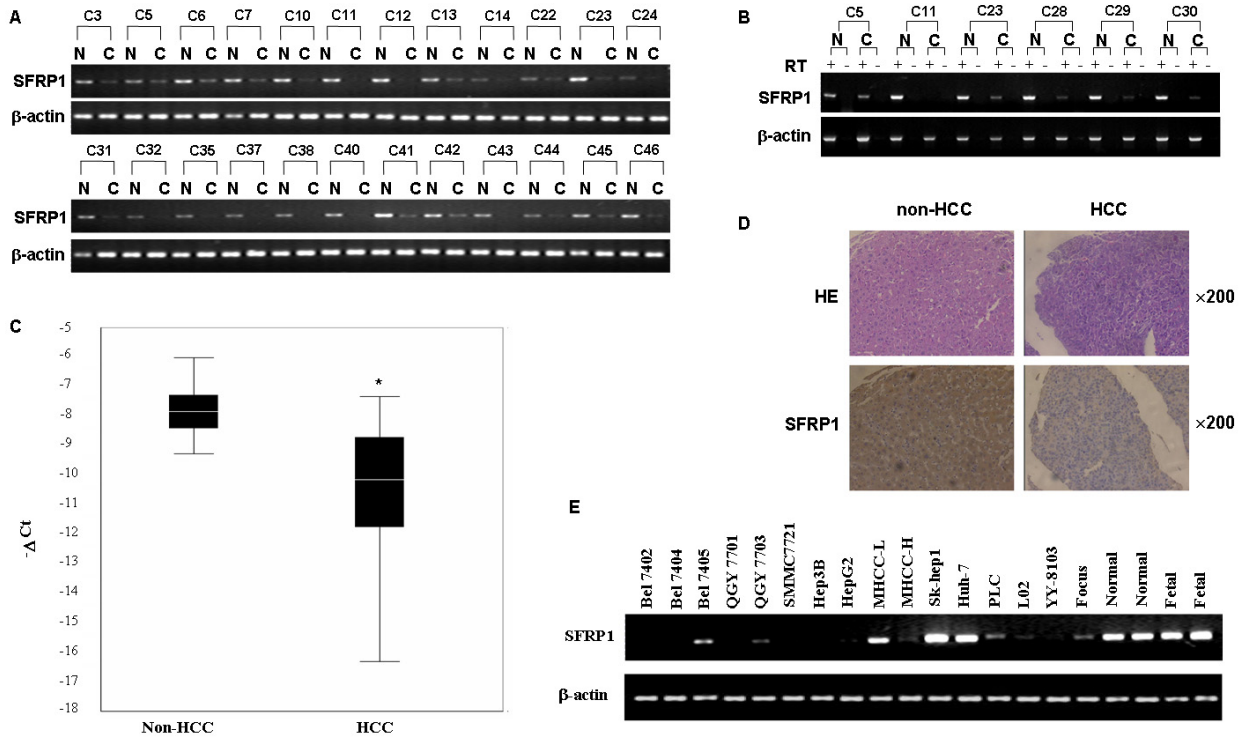 A
C3 C5 C6 C7 C10 C11 C12 C13 C14 C22 C23 C24
N C N C N C N C N C N C N C N C N C N C N C N C
SFRP1
β-actin
C31 C32 C35 C37 C38 C40 C41 C42 C43 C44 C45 C46
N C N C N C N C N C N C N C N C N C N C N C N C
SFRP1
β-actin
B
C5 C11 C23 C28 C29 C30
N C N C N C N C N C N C
RT + - + - + - + - + - + - + - + - + - + - + - + -
SFRP1
β-actin
C
-ΔCt
-5
-6
-7
-8
-9
-10
-11
-12
-13
-14
-15
-16
-17
-18
*
Non-HCC HCC
D
non-HCC HCC
HE ×200
SFRP1 ×200
E
Bel 7402
Bel 7404
Bel 7405
QGY 7701
QGY 7703
SMMC7721
Hep3B
HepG2
MHCC-L
MHCC-H
Sk-hep1
Huh-7
PLC
L02
YY-8103
Focus
Normal
Normal
Fetal
Fetal
SFRP1
β-actin